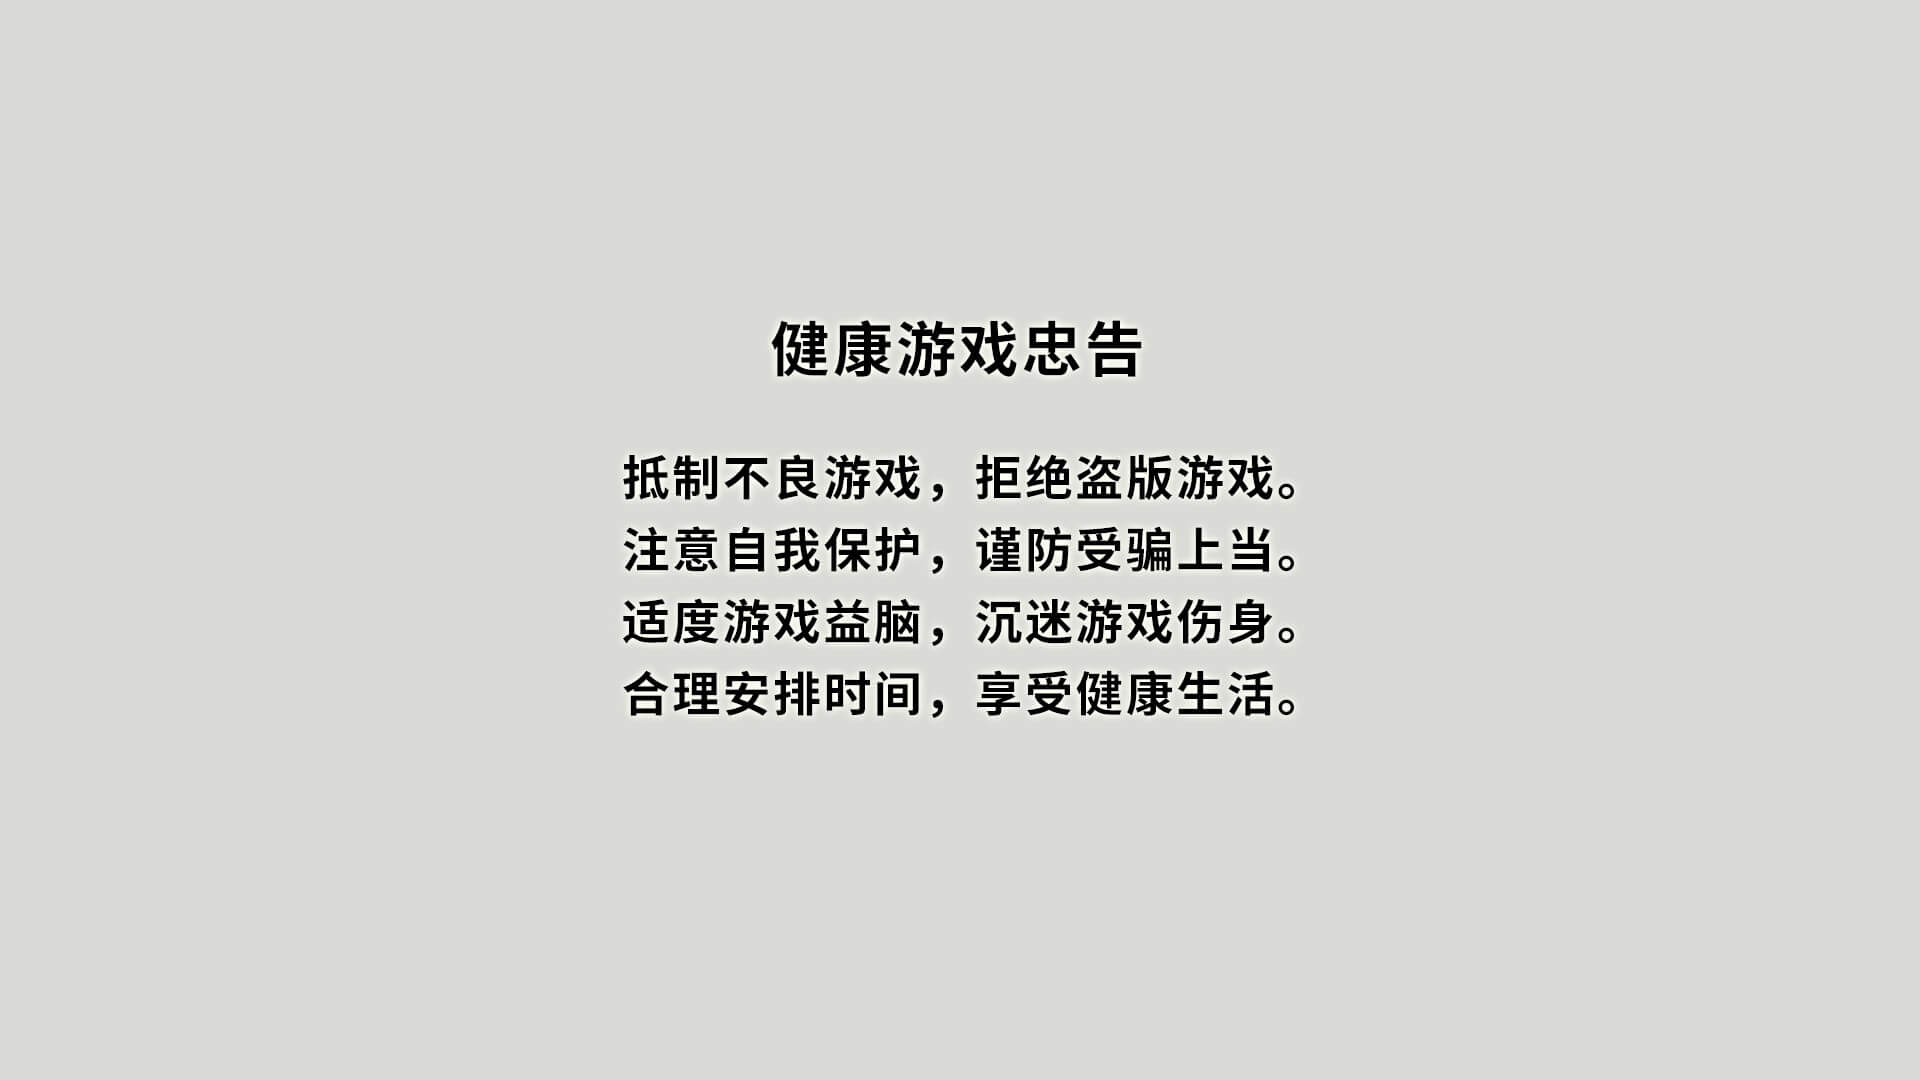 健康游戏忠告
抵制不良游戏，拒绝盗版游戏。
注意自我保护，谨防受骗上当。
适度游戏益脑，沉迷游戏伤身。
合理安排时间，享受健康生活。